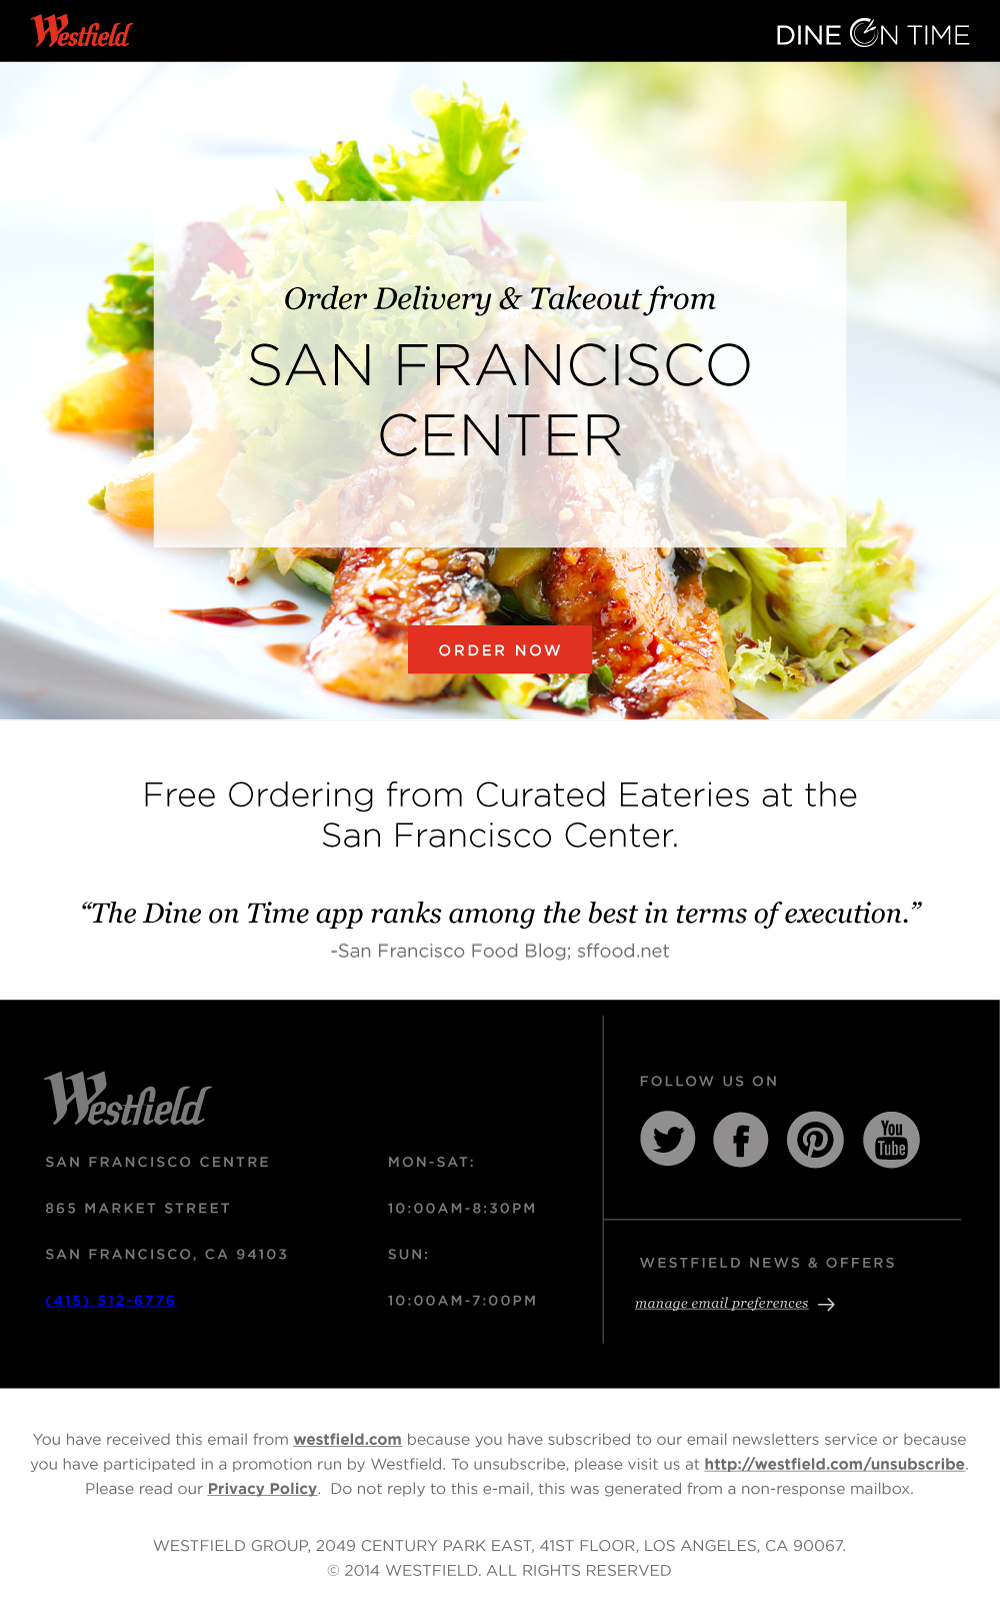 Westfield
DINE ON TIME
Order Delivery & Takeout from
SAN FRANCISCO
CENTER
ORDER NOW
Free Ordering from Curated Eateries at the
San Francisco Center.
“The Dine on Time app ranks among the best in terms of execution.”
-San Francisco Food Blog; sffood.net
Westfield
SAN FRANCISCO CENTRE
865 MARKET STREET
SAN FRANCISCO, CA 94103
(415) 512-6776
MON-SAT:
10:00AM-8:30PM
SUN:
10:00AM-7:00PM
FOLLOW US ON
You
Tube
WESTFIELD NEWS & OFFERS
manage email preferences
You have received this email from westfield.com because you have subscribed to our email newsletters service or because
you have participated in a promotion run by Westfield. To unsubscribe, please visit us at http://westfield.com/unsubscribe.
Please read our Privacy Policy. Do not reply to this e-mail, this was generated from a non-response mailbox.
WESTFIELD GROUP, 2049 CENTURY PARK EAST, 41ST FLOOR, LOS ANGELES, CA 90067.
© 2014 WESTFIELD. ALL RIGHTS RESERVED